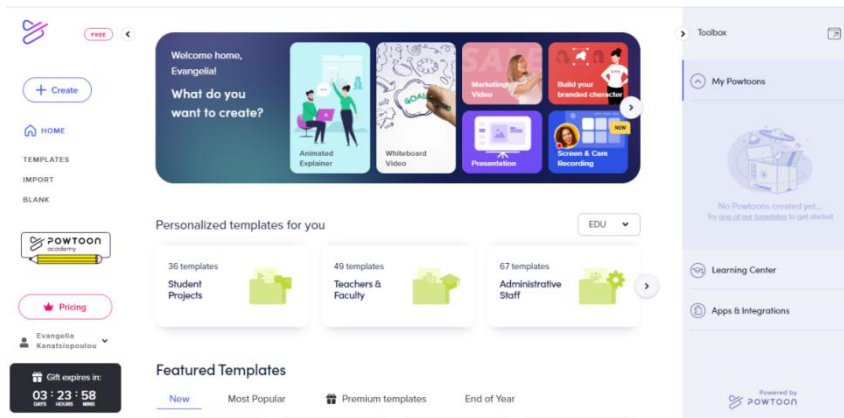 FREE
Toolbox
+ Create
HOME
TEMPLATES
IMPORT
BLANK
POWTOON
academy
Pricing
Evangelia
Kanatsiopoulou
Gift expires in:
03 : 23 : 58
DAYS HOURS MINS
Welcome home,
Evangelia!
What do you
want to create?
Animated
Explainer
GOAL
Whiteboard
Video
SALE
Marketing
Video
Build your
branded character
Presentation
NEW
Screen & Cam
Recording
Personalized templates for you
EDU
36 templates
Student
Projects
49 templates
Teachers &
Faculty
67 templates
Administrative
Staff
Featured Templates
New
Most Popular
Premium templates
End of Year
My Powtoons
No Powtoons created yet...
Try one of our templates to get started
Learning Center
Apps & Integrations
Powered by
POWTOON